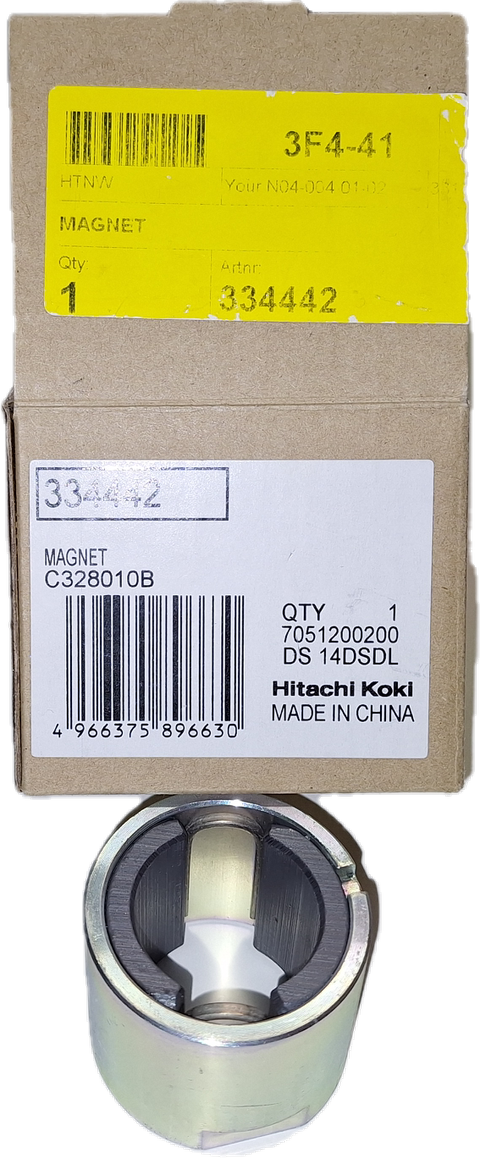 3F4-41
HTNW
Your N04-004 01-02
MAGNET
Qty:
Artnr:
1
334442
334442
MAGNET
C328010B
QTY 1
7051200200
DS 14DSDL
Hitachi Koki
MADE IN CHINA
4 966375 896630